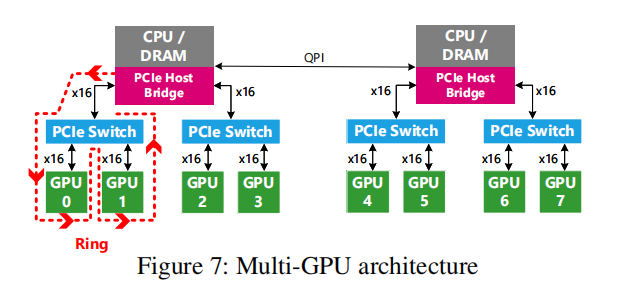 CPU /
DRAM
PCIe Host
Bridge
QPI
CPU /
DRAM
PCIe Host
Bridge
x16
x16
x16
x16
PCIe Switch
PCIe Switch
PCIe Switch
PCIe Switch
x16
x16
x16
x16
x16
x16
x16
x16
GPU
0
GPU
1
GPU
2
GPU
3
GPU
4
GPU
5
GPU
6
GPU
7
Ring
Figure 7: Multi-GPU architecture